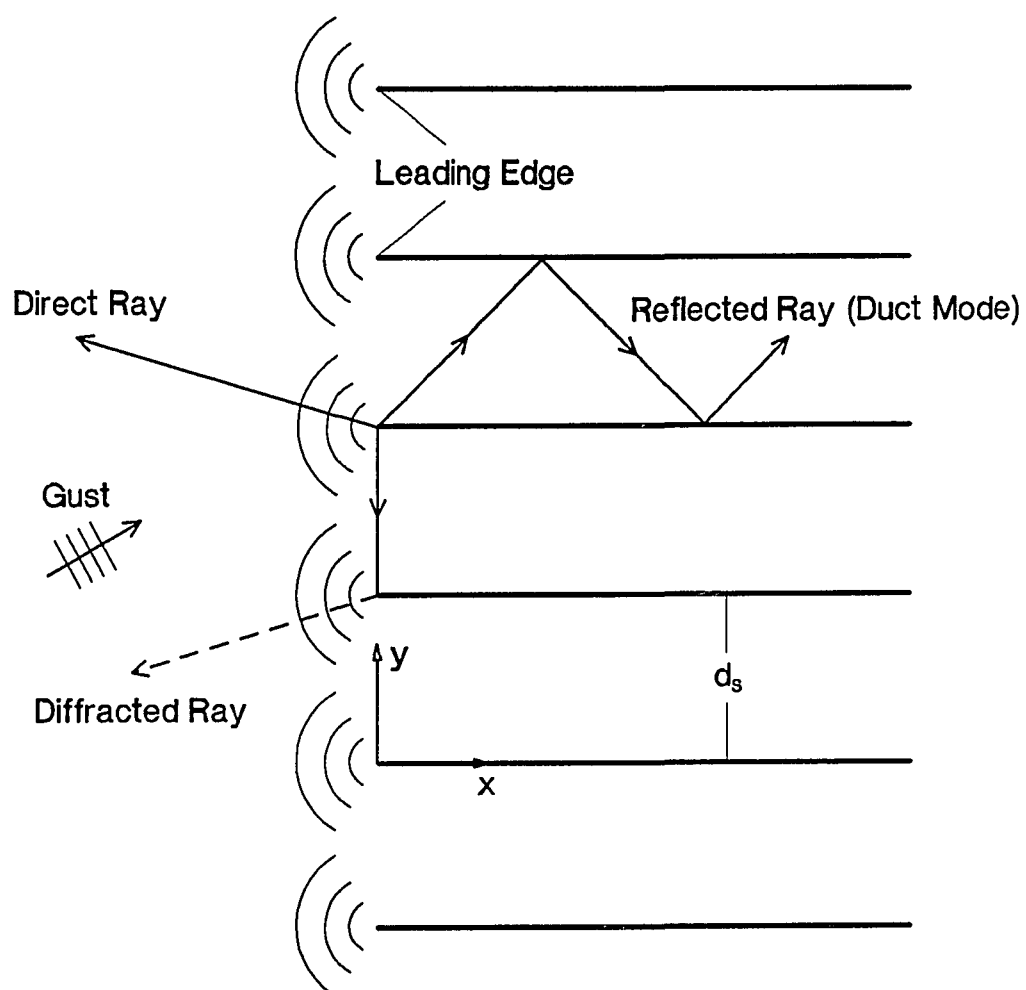 Leading Edge
Direct Ray
Reflected Ray (Duct Mode)
Gust
y
d_s
Diffracted Ray
x